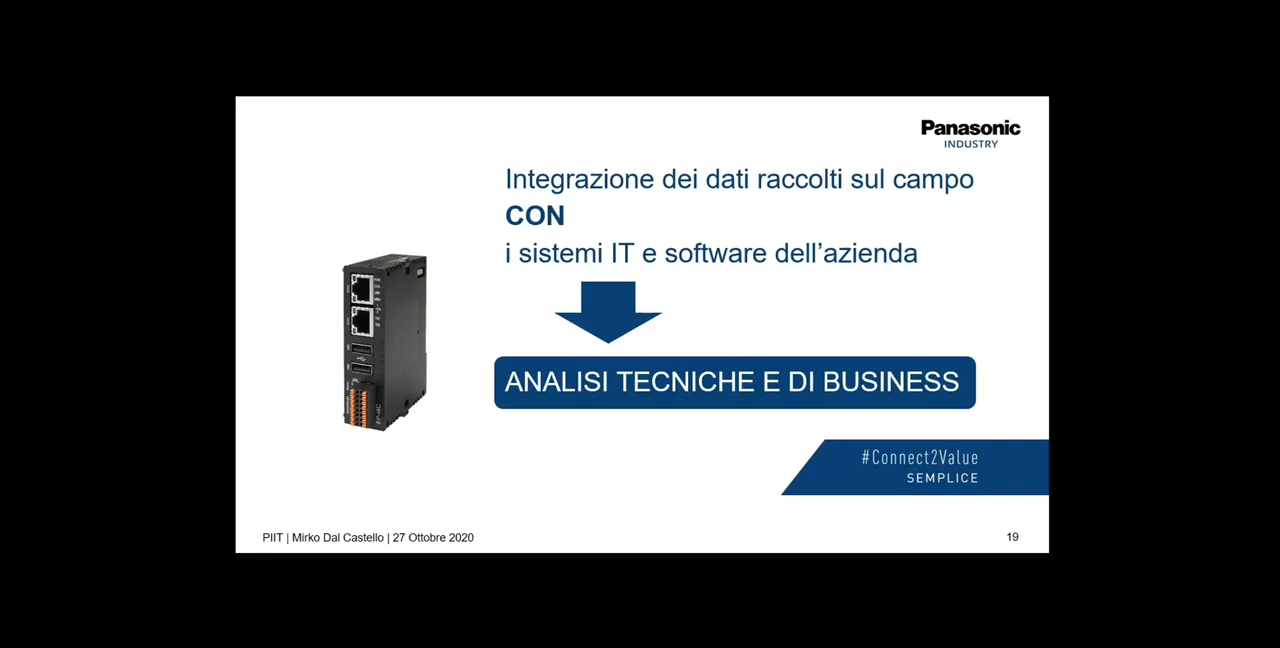 Panasonic
INDUSTRY
Integrazione dei dati raccolti sul campo
CON
i sistemi IT e software dell’azienda
ANALISI TECNICHE E DI BUSINESS
#Connect2Value
SEMPLICE
PIIT | Mirko Dal Castello | 27 Ottobre 2020
19